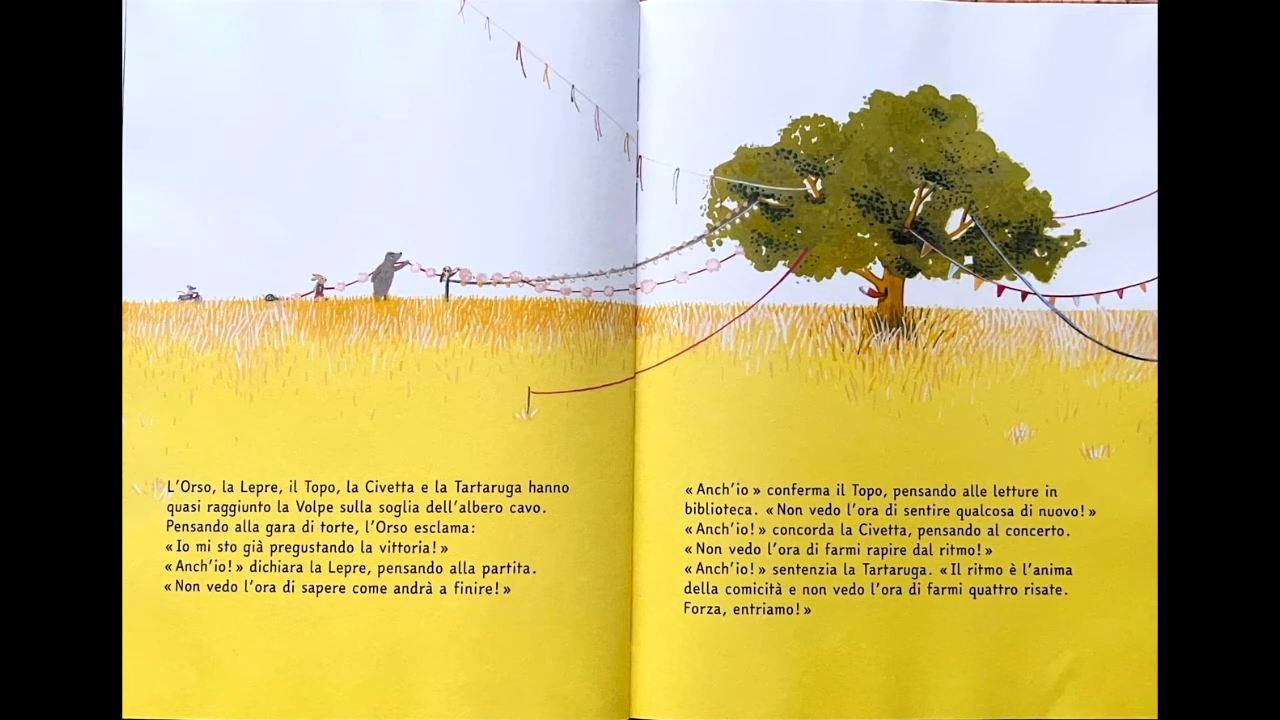 L'Orso, la Lepre, il Topo, la Civetta e la Tartaruga hanno
quasi raggiunto la Volpe sulla soglia dell'albero cavo.
Pensando alla gara di torte, l'Orso esclama:
«Io mi sto già pregustando la vittoria!»
«Anch'io!» dichiara la Lepre, pensando alla partita.
«Non vedo l'ora di sapere come andrà a finire!»
«Anch'io» conferma il Topo, pensando alle letture in
biblioteca. «Non vedo l'ora di sentire qualcosa di nuovo!»
«Anch'io!» concorda la Civetta, pensando al concerto.
«Non vedo l'ora di farmi rapire dal ritmo!»
«Anch'io!» sentenzia la Tartaruga. «Il ritmo è l'anima
della comicità e non vedo l'ora di farmi quattro risate.
Forza, entriamo!»